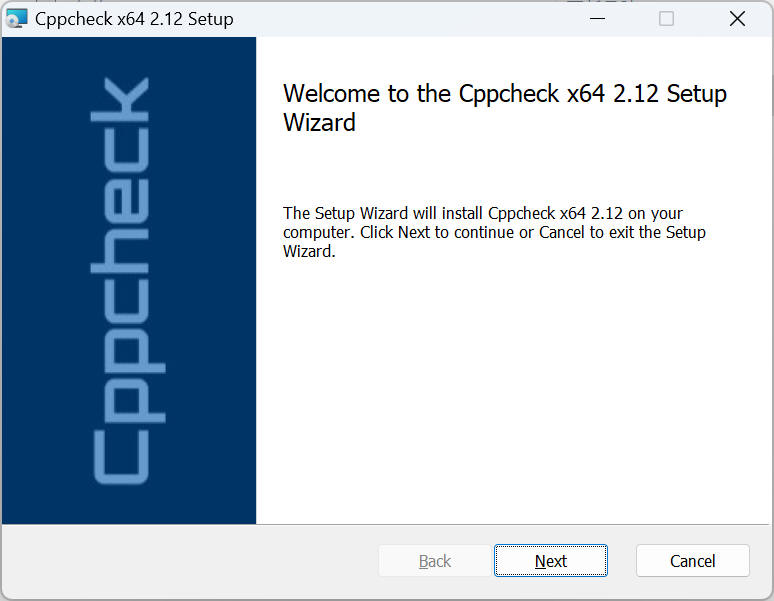 Cppcheck x64 2.12 Setup
Cppcheck
Welcome to the Cppcheck x64 2.12 Setup
Wizard
The Setup Wizard will install Cppcheck x64 2.12 on your
computer. Click Next to continue or Cancel to exit the Setup
Wizard.
Back
Next
Cancel